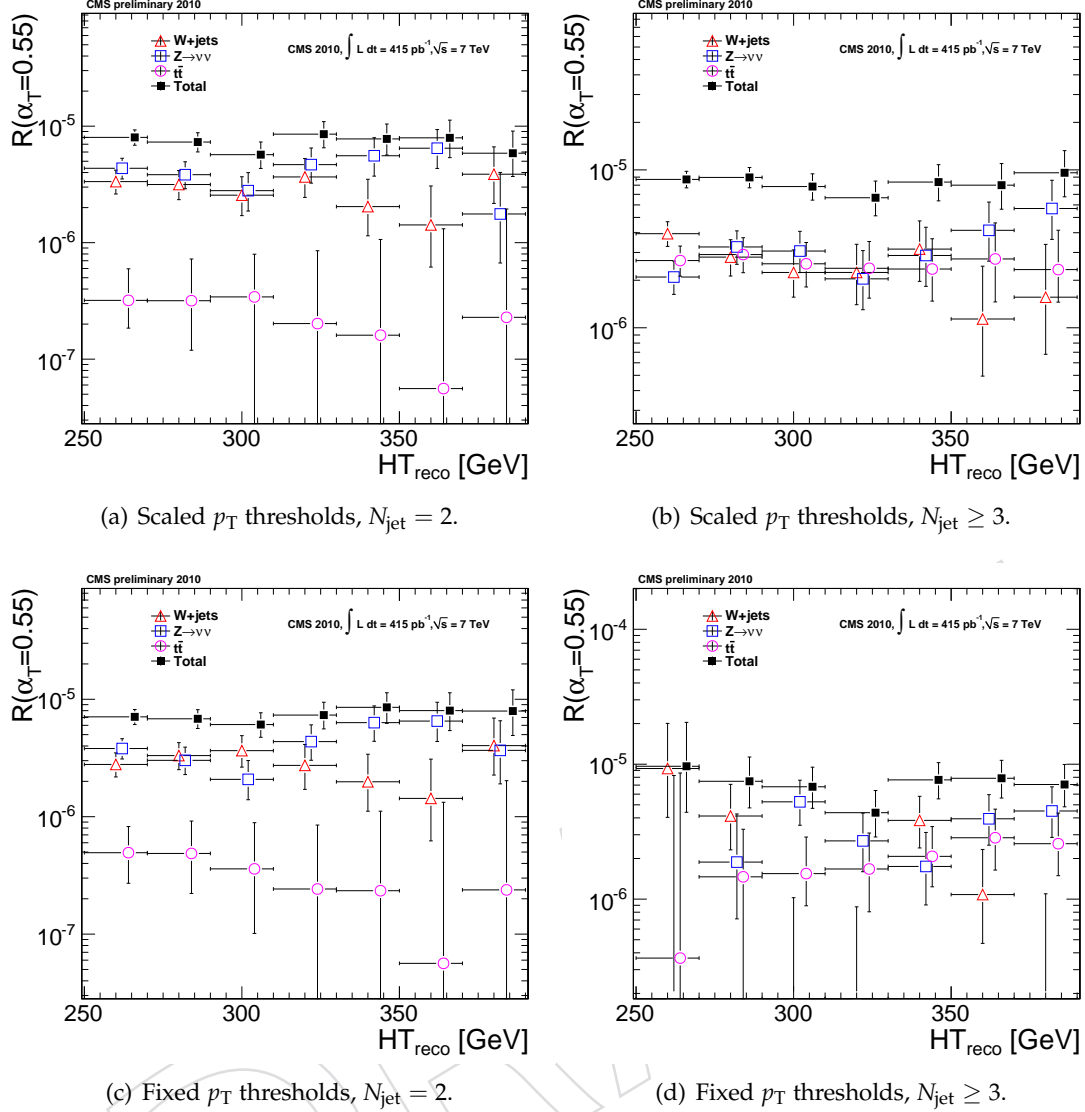 CMS preliminary 2010
R(α_T=0.55)
W+jets
Z→νν
tt̄
Total
CMS 2010, ∫ L dt = 415 pb⁻¹,√s = 7 TeV
10⁻⁵
10⁻⁶
10⁻⁷
250 300 350
HT_reco [GeV]
(a) Scaled p_T thresholds, N_jet = 2.
R(α_T=0.55)
W+jets
Z→νν
tt̄
Total
CMS 2010, ∫ L dt = 415 pb⁻¹,√s = 7 TeV
10⁻⁵
10⁻⁶
250 300 350
HT_reco [GeV]
(b) Scaled p_T thresholds, N_jet ≥ 3.
CMS preliminary 2010
R(α_T=0.55)
W+jets
Z→νν
tt̄
Total
CMS 2010, ∫ L dt = 415 pb⁻¹,√s = 7 TeV
10⁻⁵
10⁻⁶
10⁻⁷
250 300 350
HT_reco [GeV]
(c) Fixed p_T thresholds, N_jet = 2.
CMS preliminary 2010
R(α_T=0.55)
W+jets
Z→νν
tt̄
Total
CMS 2010, ∫ L dt = 415 pb⁻¹,√s = 7 TeV
10⁻⁴
10⁻⁵
10⁻⁶
250 300 350
HT_reco [GeV]
(d) Fixed p_T thresholds, N_jet ≥ 3.